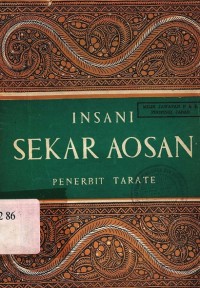 INSANI
SEKAR AOSAN
PENERBIT TARATE
2 86